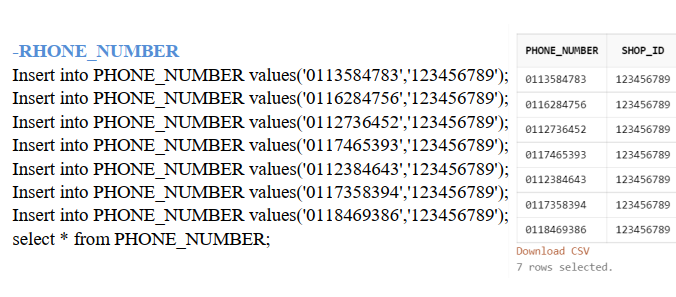 -RHONE_NUMBER
Insert into PHONE_NUMBER values('0113584783','123456789');
Insert into PHONE_NUMBER values('0116284756','123456789');
Insert into PHONE_NUMBER values('0112736452','123456789');
Insert into PHONE_NUMBER values('0117465393','123456789');
Insert into PHONE_NUMBER values('0112384643','123456789');
Insert into PHONE_NUMBER values('0117358394','123456789');
Insert into PHONE_NUMBER values('0118469386','123456789');
select * from PHONE_NUMBER;
PHONE_NUMBER SHOP_ID
0113584783 123456789
0116284756 123456789
0112736452 123456789
0117465393 123456789
0112384643 123456789
0117358394 123456789
0118469386 123456789
Download CSV
7 rows selected.